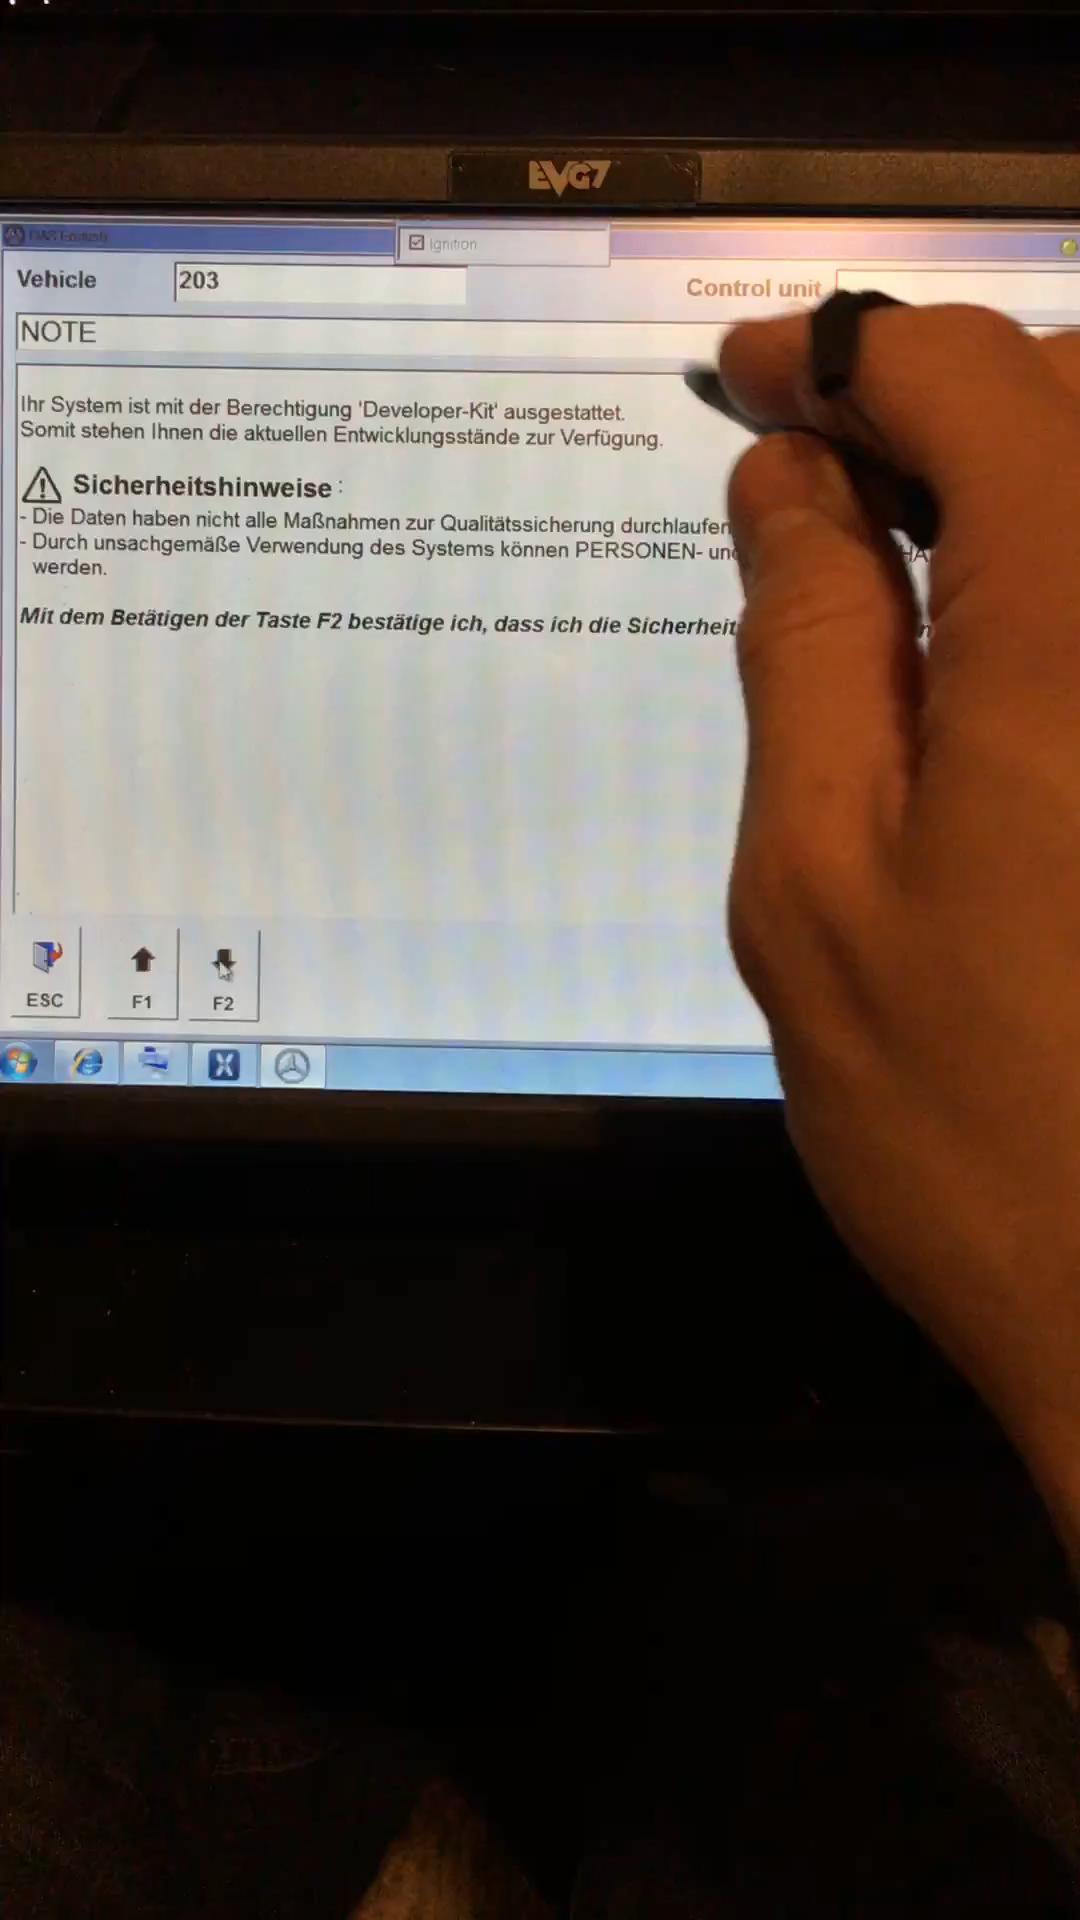 EVG7
Ignition
Vehicle
203
Control unit
NOTE
Ihr System ist mit der Berechtigung 'Developer-Kit' ausgestattet.
Somit stehen Ihnen die aktuellen Entwicklungsstände zur Verfügung.
Sicherheitshinweise :
- Die Daten haben nicht alle Maßnahmen zur Qualitätssicherung durchlaufen
- Durch unsachgemäße Verwendung des Systems können PERSONEN- und
werden.
Mit dem Betätigen der Taste F2 bestätige ich, dass ich die
ESC
F1
F2